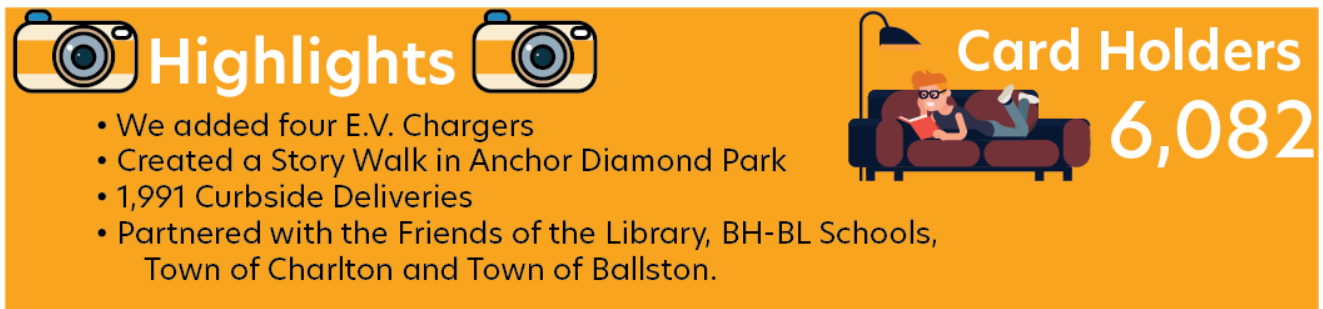 Highlights
• We added four E.V. Chargers
• Created a Story Walk in Anchor Diamond Park
• 1,991 Curbside Deliveries
• Partnered with the Friends of the Library, BH-BL Schools,
Town of Charlton and Town of Ballston.
Card Holders
6,082